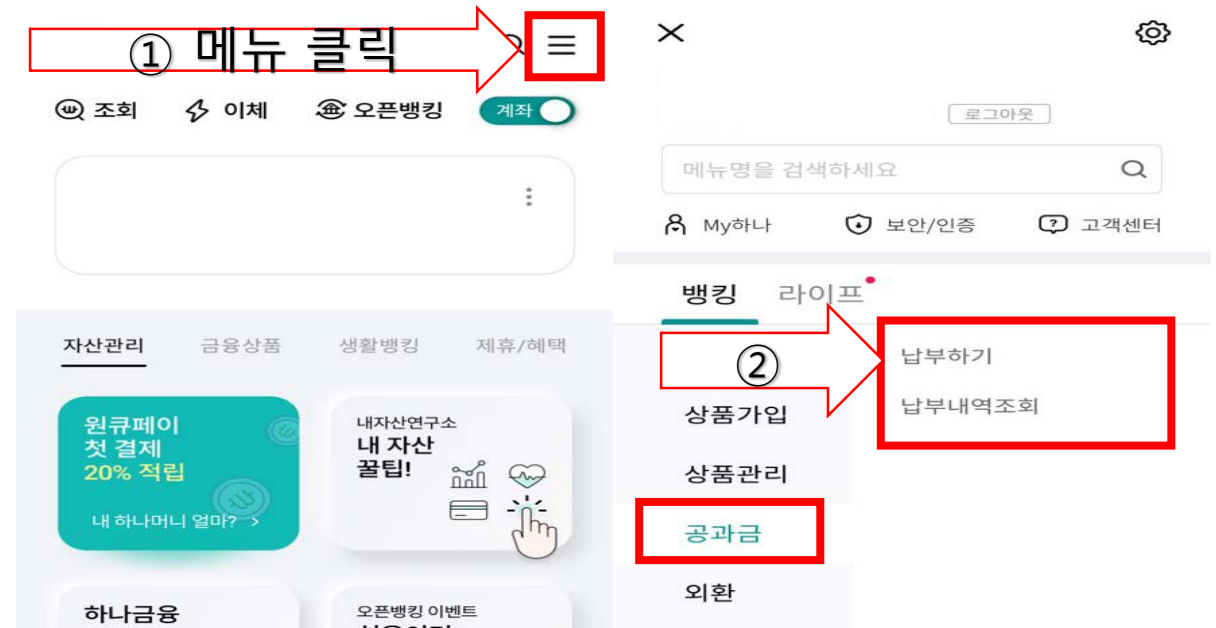 ① 메뉴 클릭
조회 이체 오픈뱅킹 계좌
자산관리 금융상품 생활뱅킹 제휴/혜택
원큐페이
첫 결제
20% 적립
내 하나머니 얼마? >
내자산연구소
내 자산
꿀팁!
하나금융
오픈뱅킹 이벤트
로그아웃
메뉴명을 검색하세요
My하나 보안/인증 고객센터
뱅킹 라이프
②
납부하기
납부내역조회
상품가입
상품관리
공과금
외환